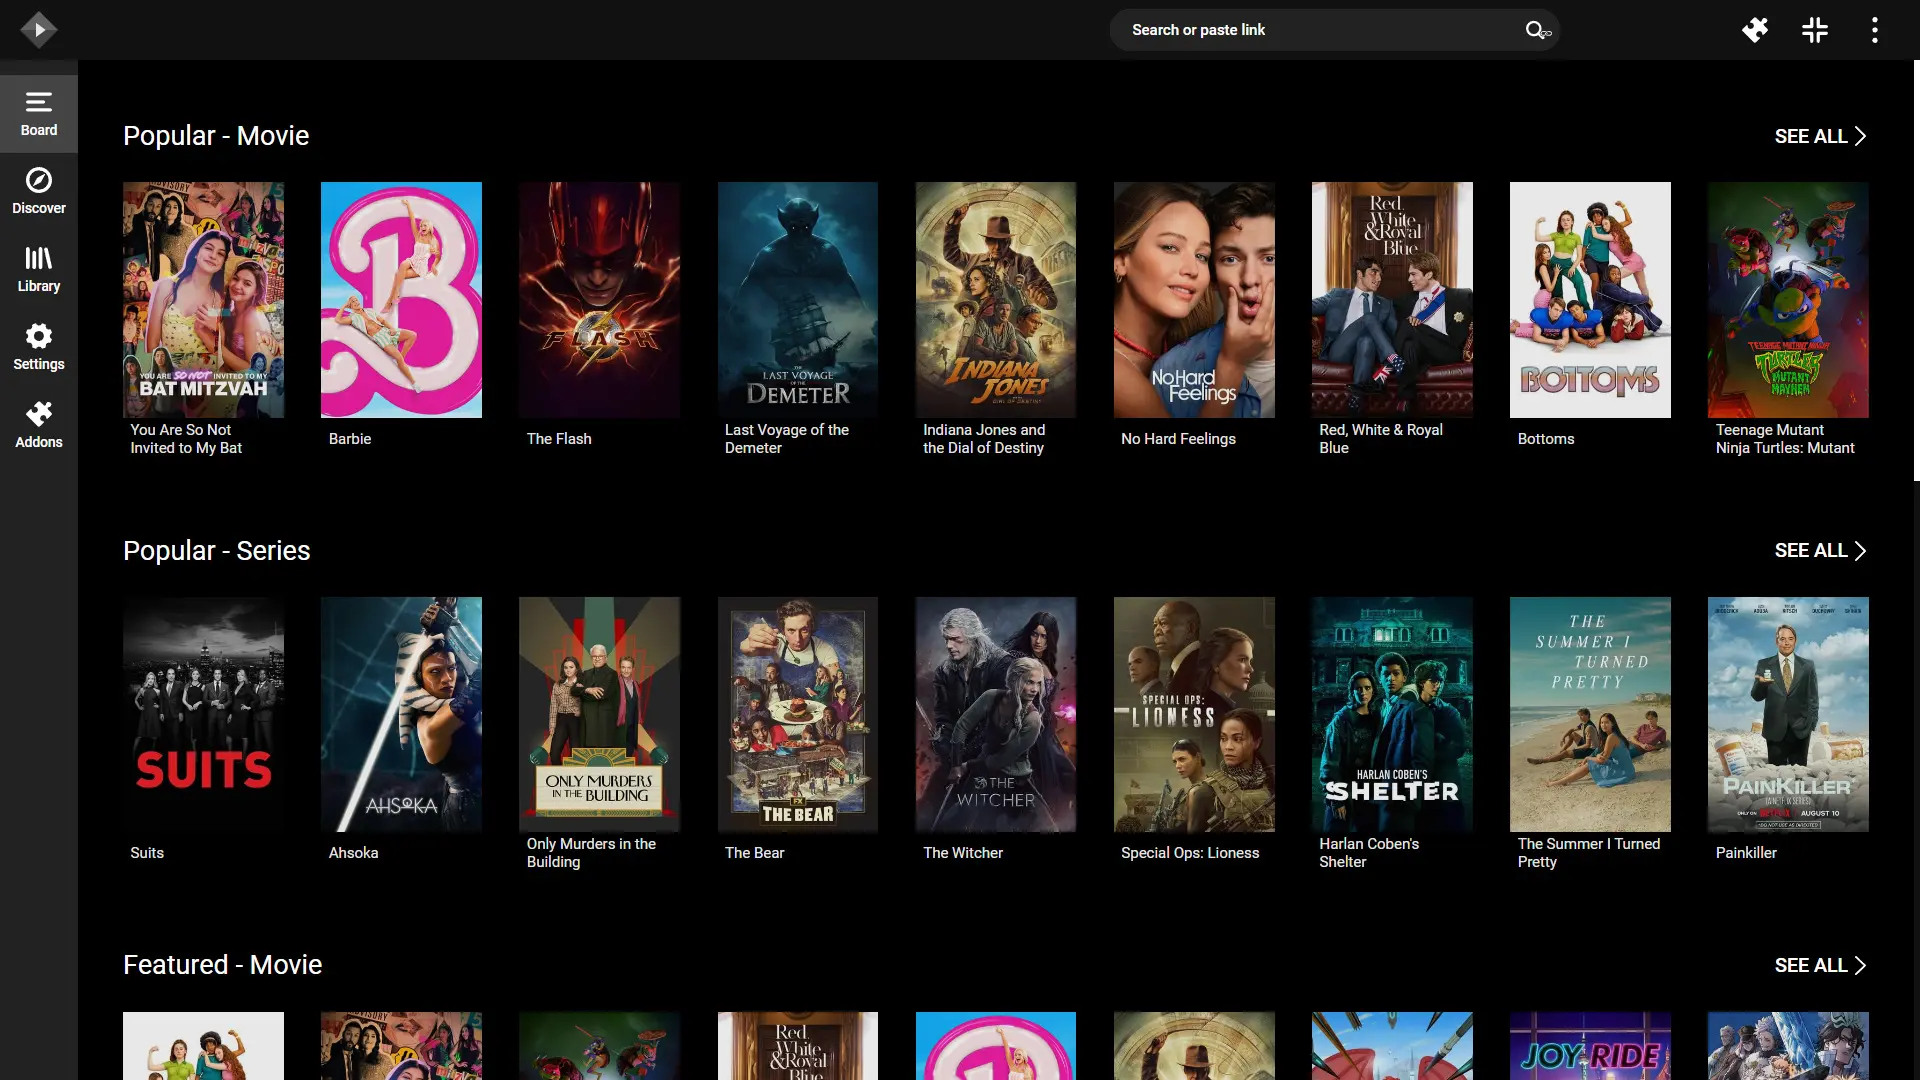 Search or paste link
Board
Discover
Library
Settings
Addons
Popular - Movie
SEE ALL
YOU ARE SO NOT INVITED TO MY
BAT MITZVAH
You Are So Not
Invited to My Bat
B
Barbie
FLASH
The Flash
LAST VOYAGE
OF THE
DEMETER
Last Voyage of the
Demeter
INDIANA
JONES
Indiana Jones and
the Dial of Destiny
No Hard
Feelings
No Hard Feelings
Red,
White
& Royal
Blue
Red, White & Royal
Blue
BOTTOMS
Bottoms
TEENAGE MUTANT NINJA
TURTLES
MUTANT
MAYHEM
Teenage Mutant
Ninja Turtles: Mutant
Popular - Series
SEE ALL
SUITS
Suits
AHSOKA
Ahsoka
ONLY MURDERS
IN THE BUILDING
Only Murders in the
Building
FX
THE BEAR
The Bear
THE
WITCHER
The Witcher
SPECIAL OPS:
LIONESS
Special Ops: Lioness
HARLAN COBEN'S
SHELTER
Harlan Coben's
Shelter
THE
SUMMER I
TURNED
PRETTY
The Summer I Turned
Pretty
PAINKILLER
ONLY ON NETFLIX AUGUST 10
Painkiller
Featured - Movie
SEE ALL
Red,
White
& Royal
Blue
JOY RIDE